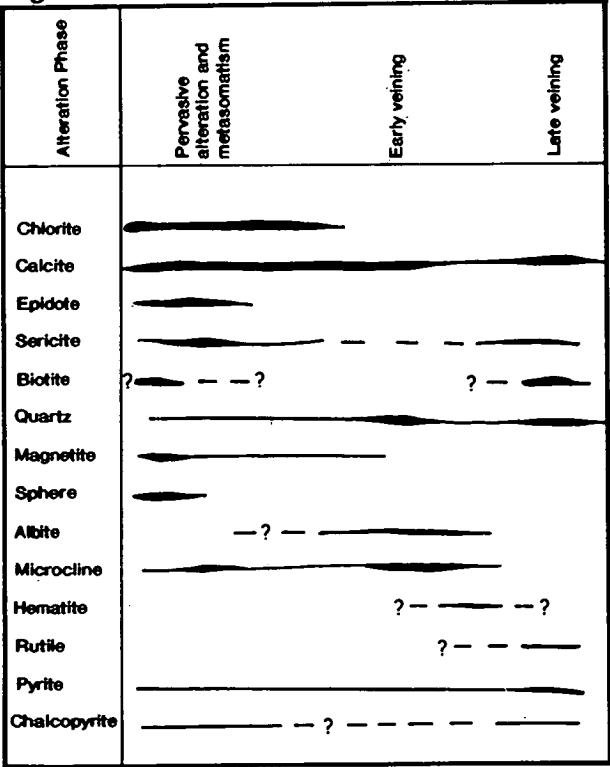 Alteration Phase
Pervasive
alteration and
metasomatism
Early veining
Late veining
Chlorite
Calcite
Epidote
Sericite
Biotite ? ? ?
Quartz
Magnetite
Sphere
Albite ?
Microcline
Hematite ? ?
Rutile ?
Pyrite
Chalcopyrite ?